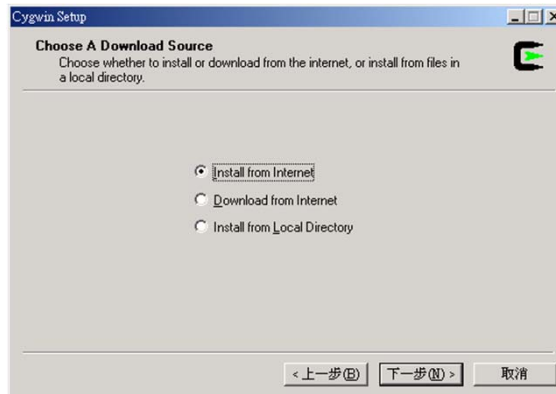 Cygwin Setup
Choose A Download Source
Choose whether to install or download from the internet, or install from files in
a local directory.
Install from Internet
Download from Internet
Install from Local Directory
<上一步(B)
下一步(N) >
取消